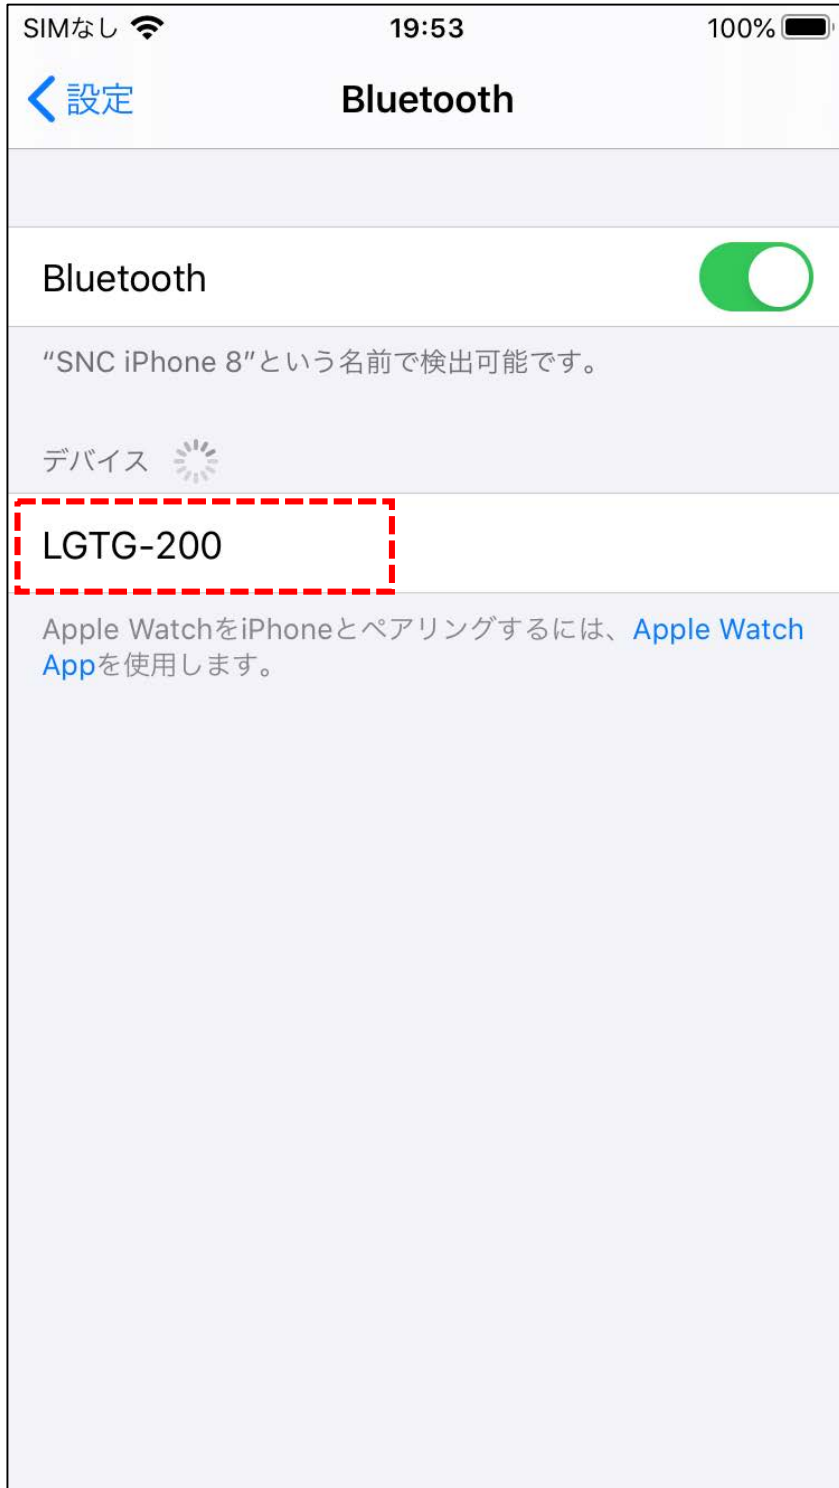 SIMなし 19:53 100%
設定 Bluetooth
Bluetooth
“SNC iPhone 8”という名前で検出可能です。
デバイス
LGTG-200
Apple WatchをiPhoneとペアリングするには、Apple Watch
Appを使用します。